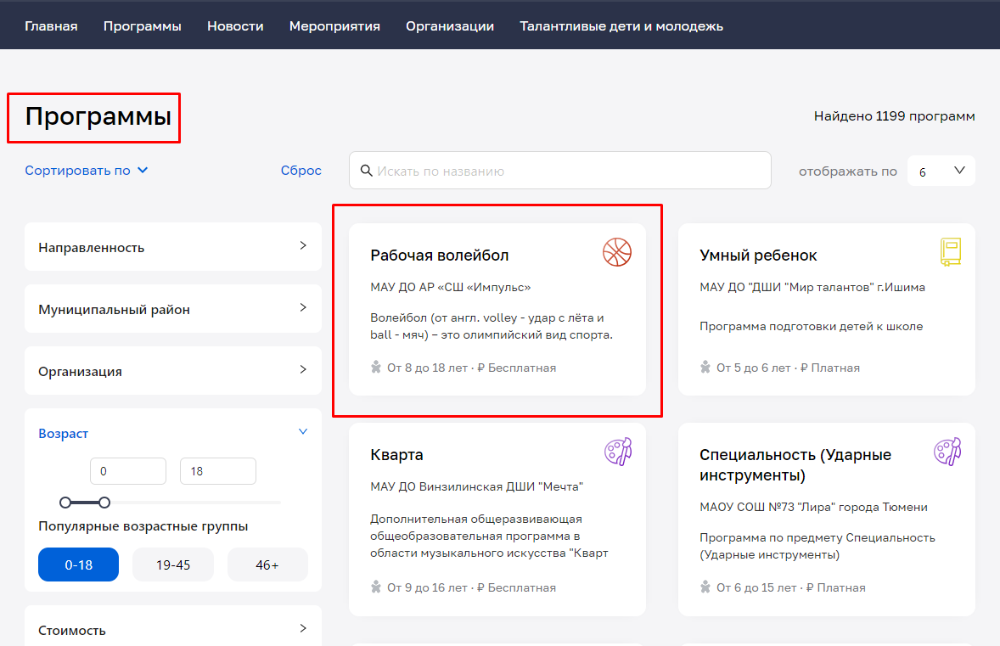 Главная Программы Новости Мероприятия Организации Талантливые дети и молодежь
Программы
Найдено 1199 программ
Сортировать по
Сброс
Искать по названию
отображать по
6
Направленность
Муниципальный район
Организация
Возраст
0
18
Популярные возрастные группы
0-18
19-45
46+
Стоимость
Рабочая волейбол
МАУ ДО АР «СШ «Импульс»
Волейбол (от англ. volley - удар с лёта и
ball - мяч) – это олимпийский вид спорта.
От 8 до 18 лет · ₽ Бесплатная
Умный ребенок
МАУ ДО "ДШИ "Мир талантов" г.Ишима
Программа подготовки детей к школе
От 5 до 6 лет · ₽ Платная
Кварта
МАУ ДО Винзилинская ДШИ "Мечта"
Дополнительная общеразвивающая
общеобразовательная программа в
области музыкального искусства "Кварт
От 9 до 16 лет · ₽ Бесплатная
Специальность (Ударные
инструменты)
МАОУ СОШ №73 "Лира" города Тюмени
Программа по предмету Специальность
(Ударные инструменты)
От 6 до 15 лет · ₽ Платная